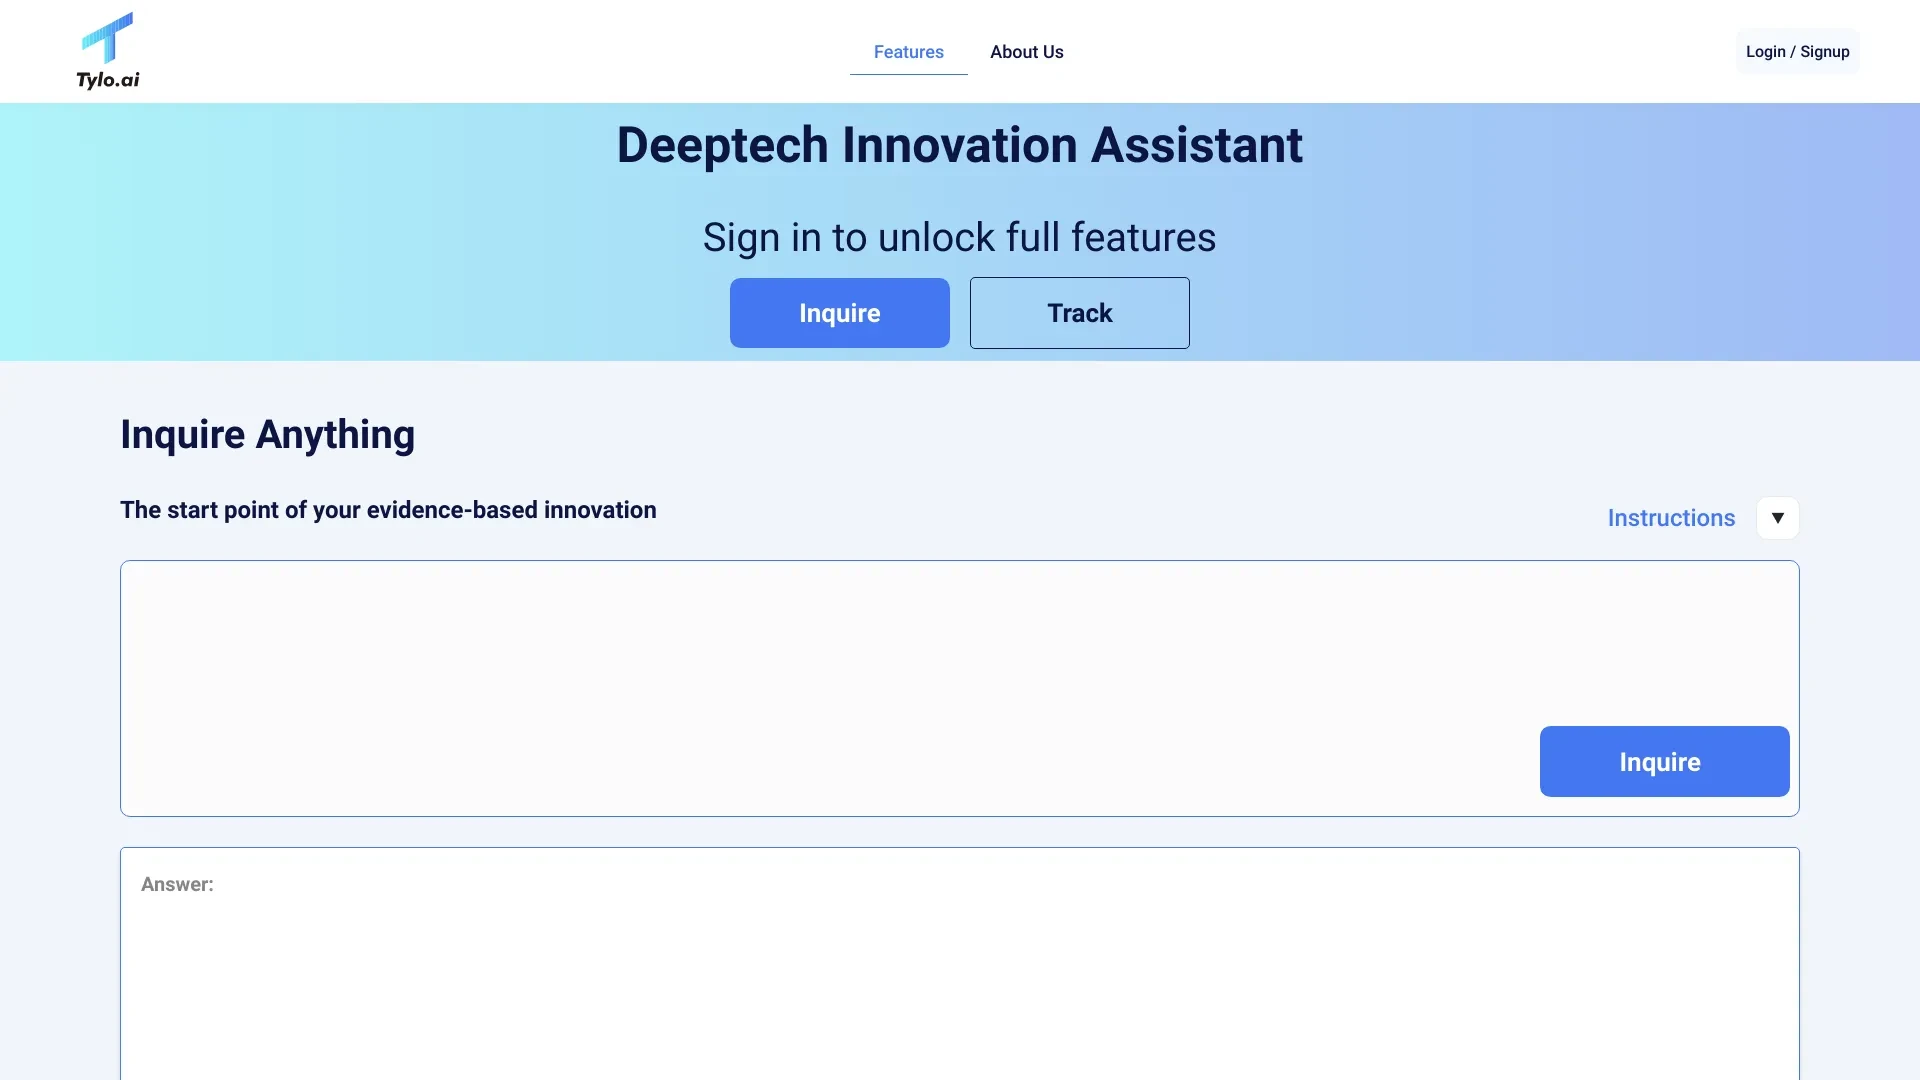 Tylo.ai
Features
About Us
Login / Signup
Deeptech Innovation Assistant
Sign in to unlock full features
Inquire
Track
Inquire Anything
The start point of your evidence-based innovation
Instructions ▼
Inquire
Answer: